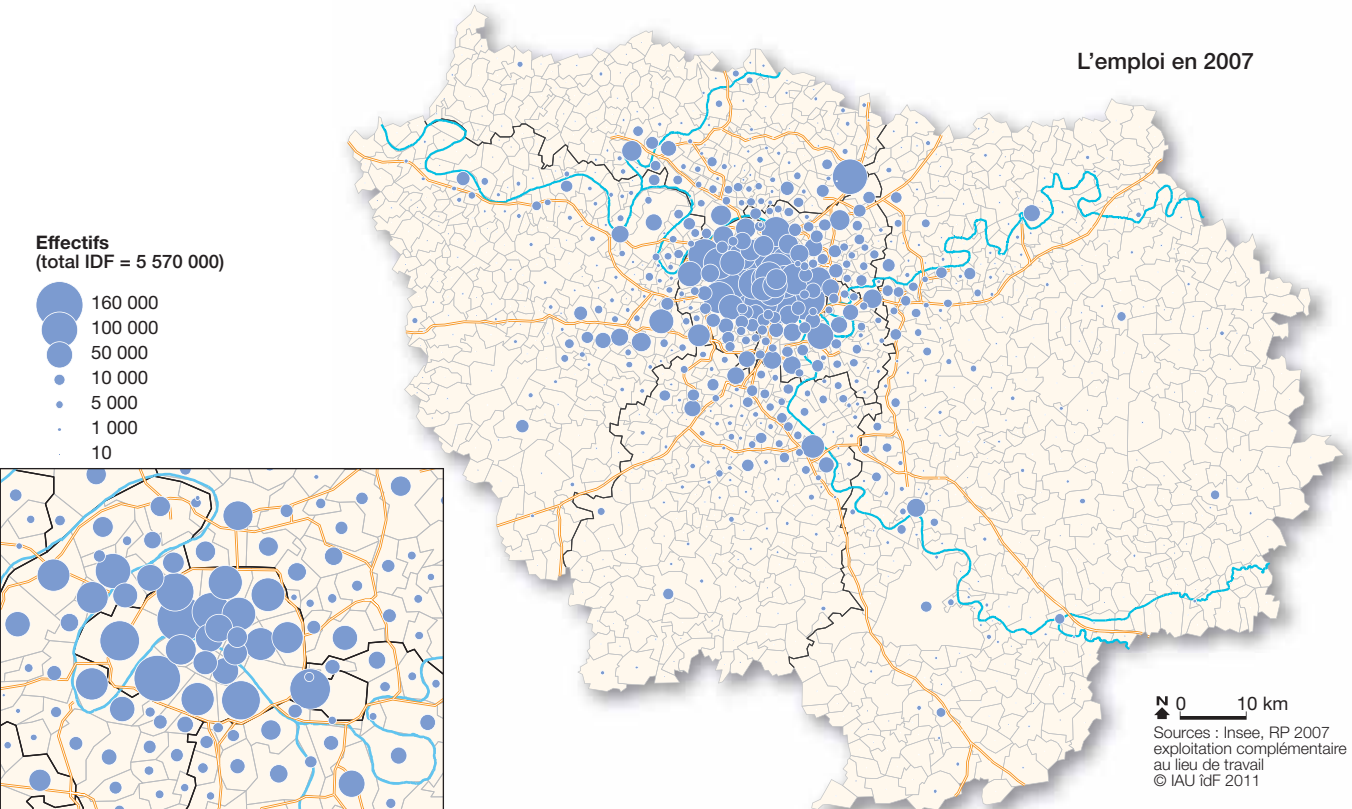 L'emploi en 2007
Effectifs
(total IDF = 5 570 000)
160 000
100 000
50 000
10 000
5 000
1 000
10
N 0 10 km
Sources : Insee, RP 2007
exploitation complémentaire
au lieu de travail
© IAU îdF 2011